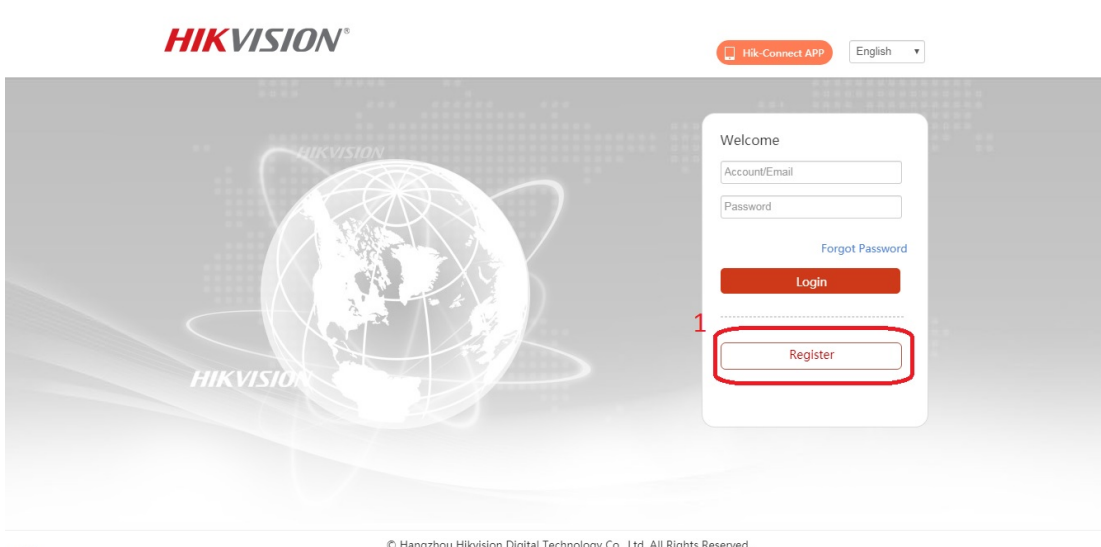 HIKVISION®
Hik-Connect APP
English
HIKVISION
Welcome
Account/Email
Password
Forgot Password
Login
1
Register
HIKVISION
© Hangzhou Hikvision Digital Technology Co., Ltd. All Rights Reserved.